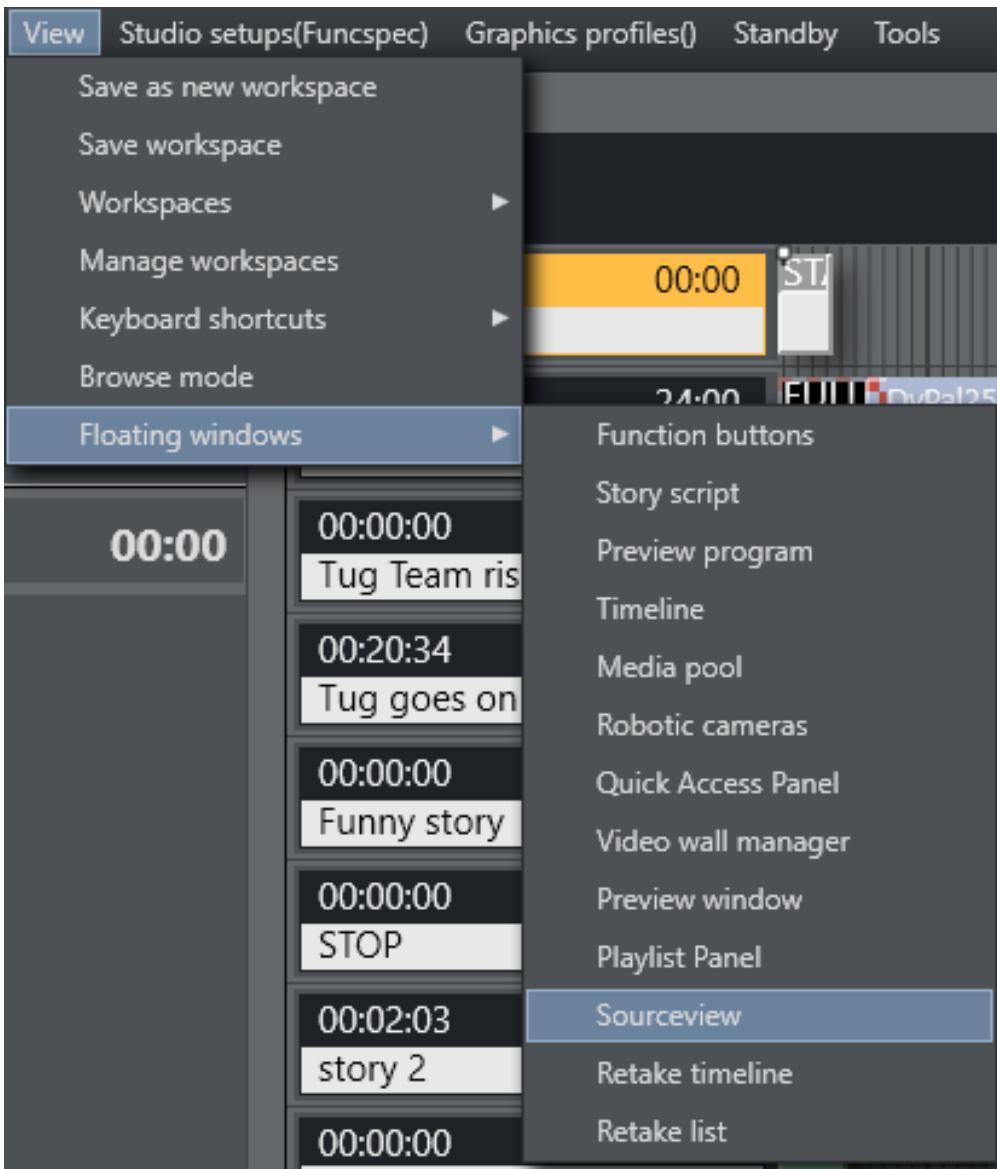 View Studio setups(Funcspec) Graphics profiles() Standby Tools
Save as new workspace
Save workspace
Workspaces
Manage workspaces
Keyboard shortcuts
Browse mode
Floating windows
00:00
24:00
00:00
00:00:00
Tug Team ris
00:20:34
Tug goes on
00:00:00
Funny story
00:00:00
STOP
00:02:03
story 2
00:00:00
Function buttons
Story script
Preview program
Timeline
Media pool
Robotic cameras
Quick Access Panel
Video wall manager
Preview window
Playlist Panel
Sourceview
Retake timeline
Retake list